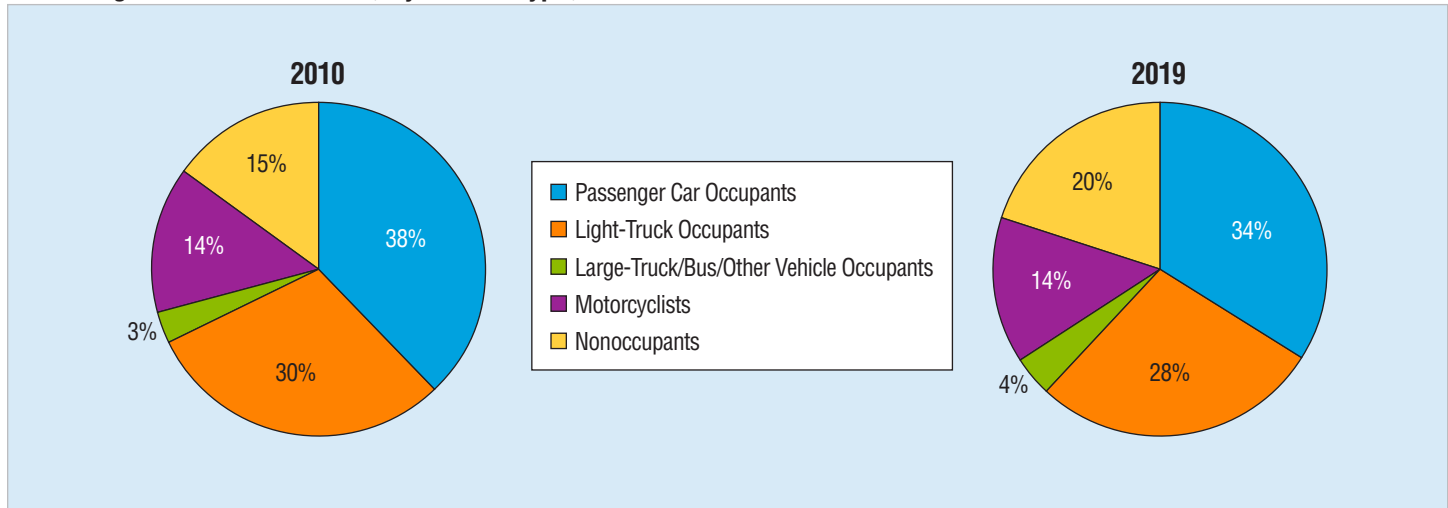 2010
2019
15%
38%
14%
3%
30%
Passenger Car Occupants
Light-Truck Occupants
Large-Truck/Bus/Other Vehicle Occupants
Motorcyclists
Nonoccupants
20%
34%
14%
4%
28%